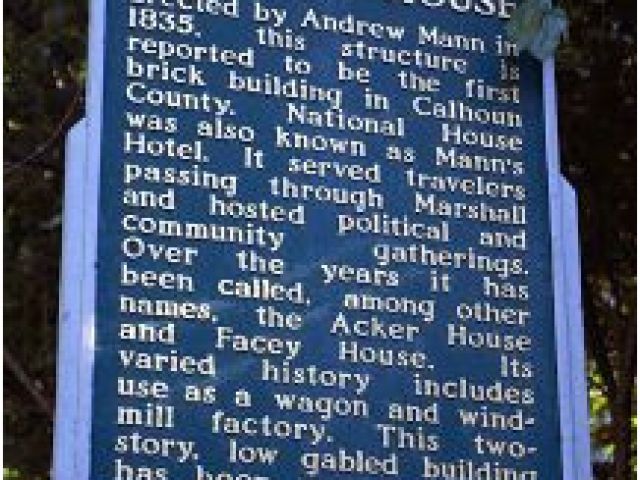 HOUSE
erected by Andrew Mann in
1835, this structure is
reported to be the first
brick building in Calhoun
County. National House
was also known as Mann's
Hotel. It served travelers
passing through Marshall
and hosted political and
community gatherings.
Over the years it has
been called, among other
names, the Acker House
and Facey House. Its
varied history includes
use as a wagon and wind-
mill factory. This two-
story, low gabled building
has been